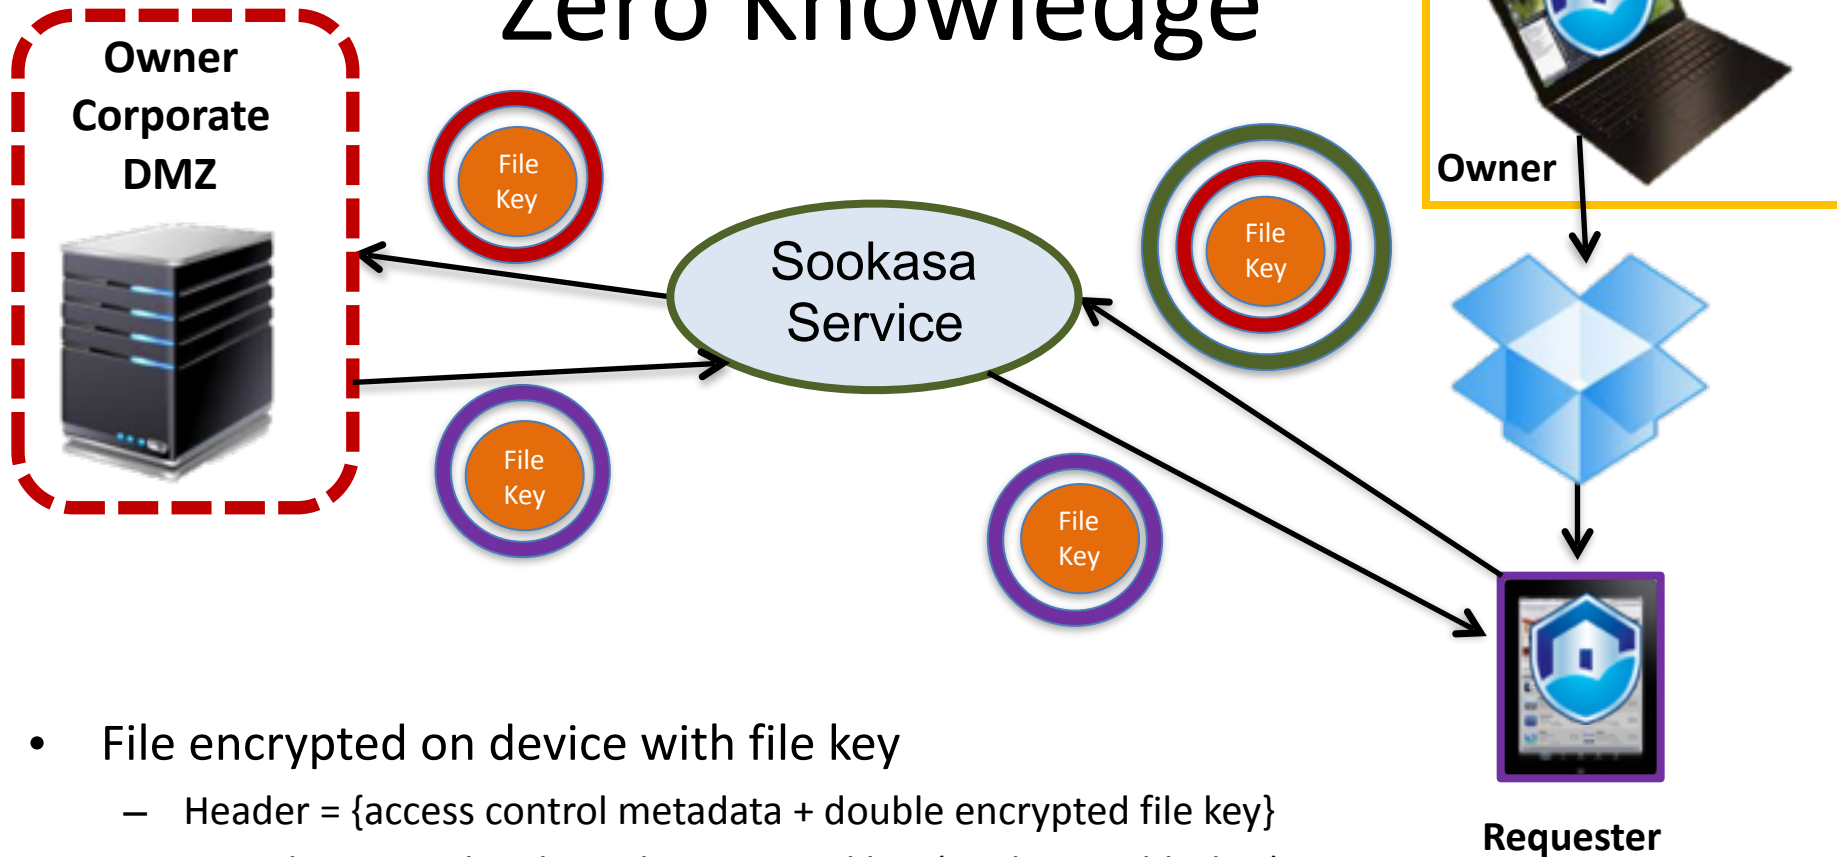 Zero Knowledge
Owner
Corporate
DMZ
File
Key
File
Key
Sookasa
Service
File
Key
File
Key
Owner
Requester
• File encrypted on device with file key
– Header = {access control metadata + double encrypted file key}